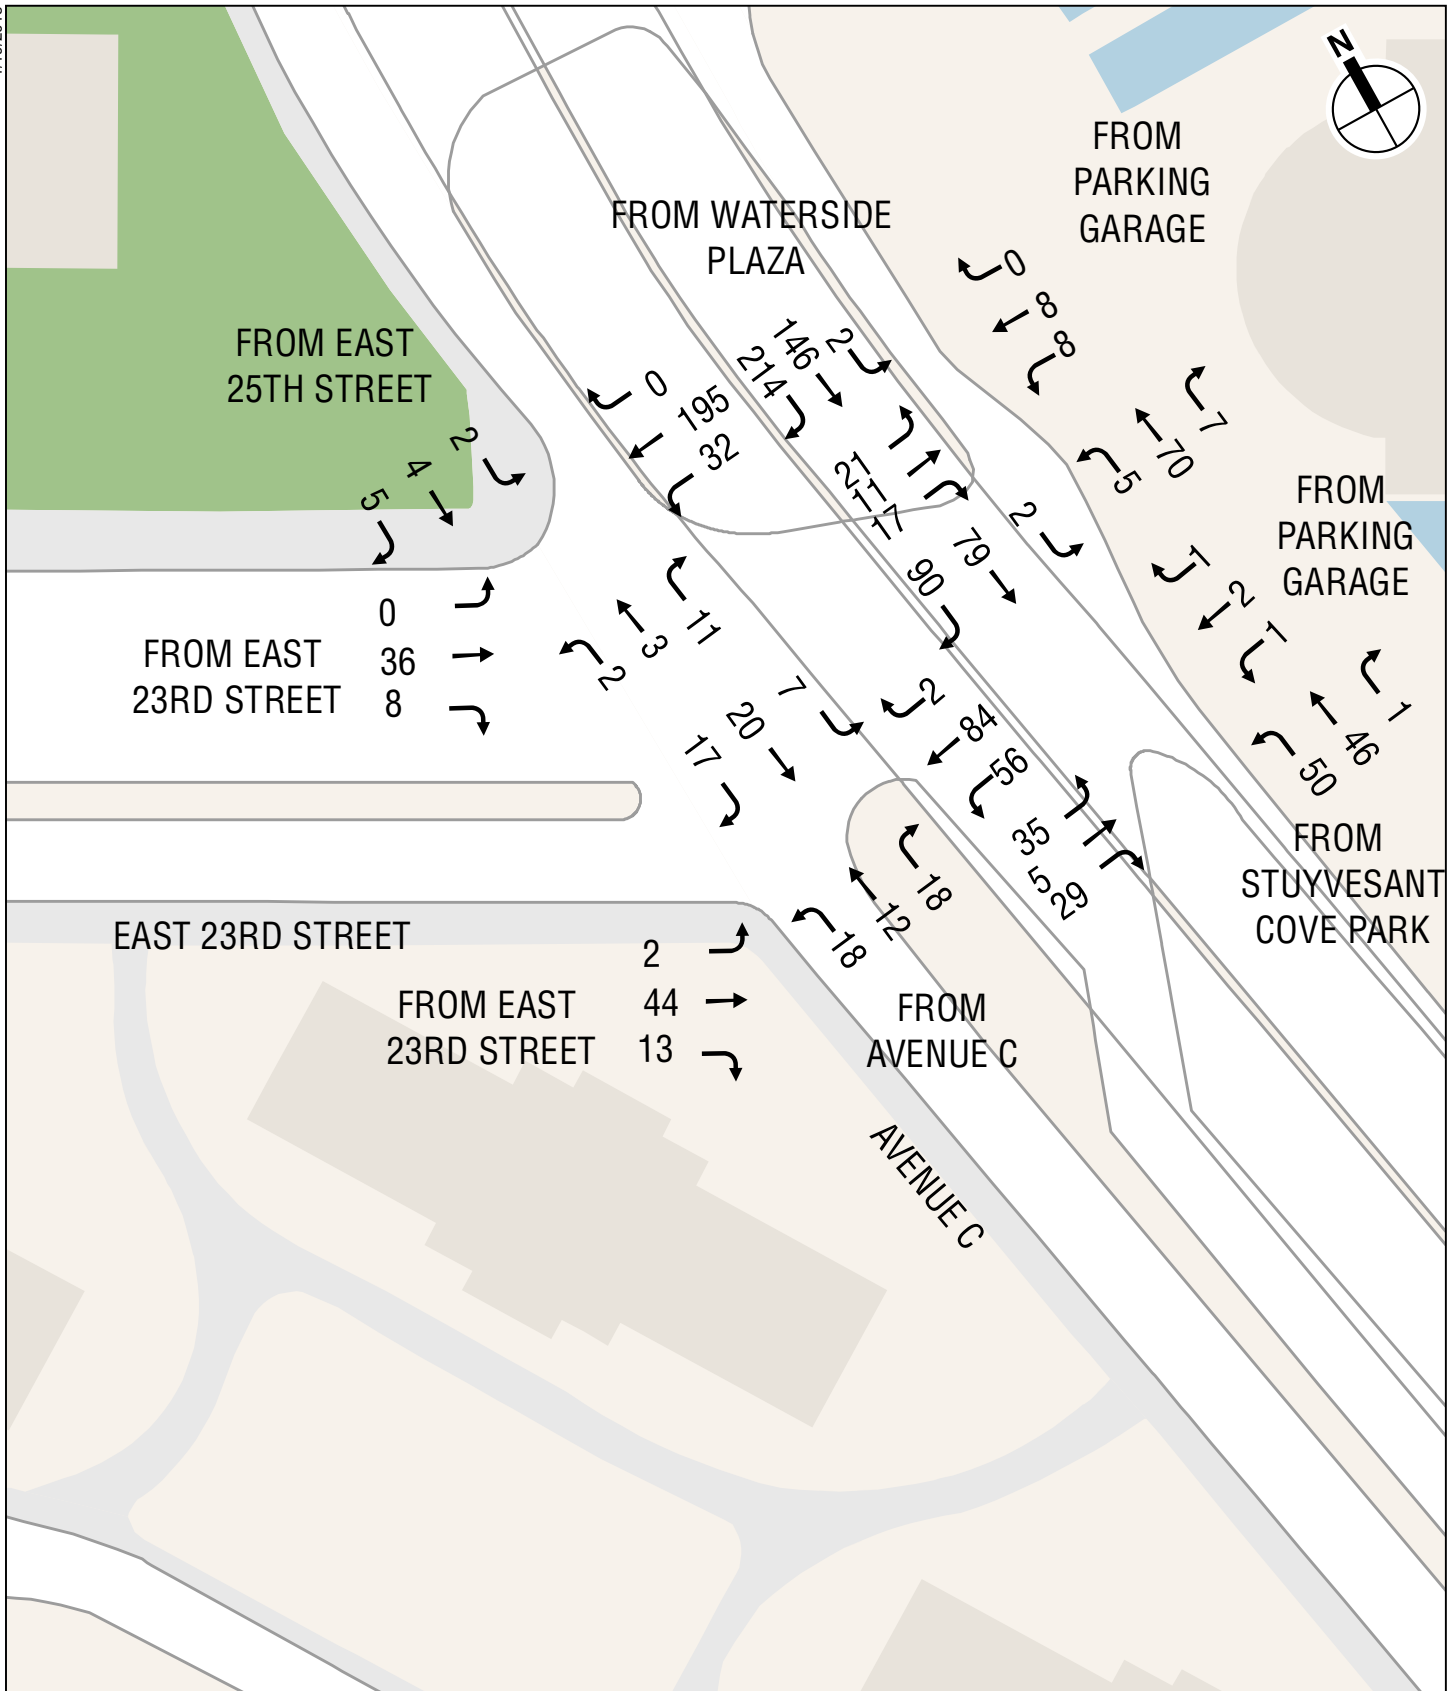 N
FROM
PARKING
GARAGE
FROM WATERSIDE
PLAZA
0
8
8
FROM EAST
25TH STREET
2
4
5
0
195
32
214
146
2
21
11
17
5
70
7
FROM
PARKING
GARAGE
90
79
2
1
2
1
FROM EAST
23RD STREET
0
36
8
2
3
11
17
20
7
2
84
56
50
46
1
35
5
29
FROM
STUYVESANT
COVE PARK
18
12
18
EAST 23RD STREET
FROM EAST
23RD STREET
2
44
13
FROM
AVENUE C
AVENUE C